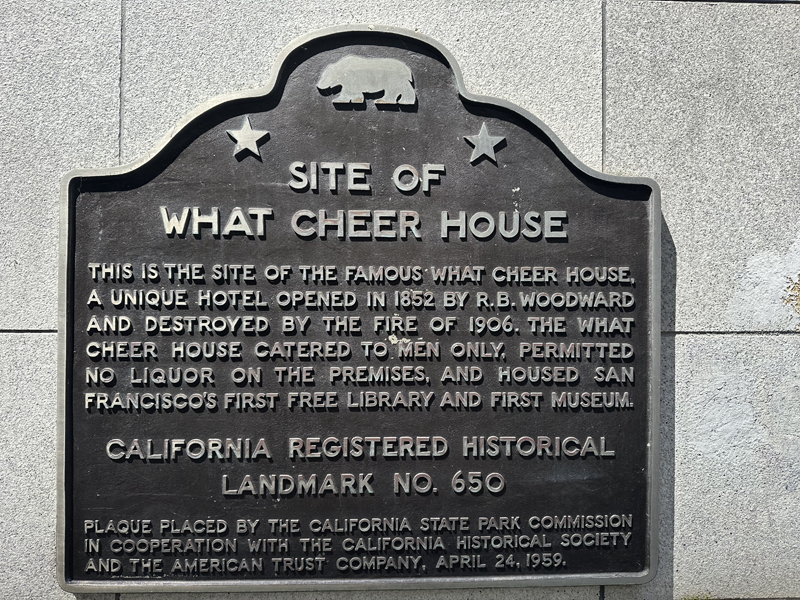 SITE OF
WHAT CHEER HOUSE
THIS IS THE SITE OF THE FAMOUS WHAT CHEER HOUSE,
A UNIQUE HOTEL OPENED IN 1852 BY R.B. WOODWARD
AND DESTROYED BY THE FIRE OF 1906. THE WHAT
CHEER HOUSE CATERED TO MEN ONLY, PERMITTED
NO LIQUOR ON THE PREMISES, AND HOUSED SAN
FRANCISCO'S FIRST FREE LIBRARY AND FIRST MUSEUM.
CALIFORNIA REGISTERED HISTORICAL
LANDMARK NO. 650
PLAQUE PLACED BY THE CALIFORNIA STATE PARK COMMISSION
IN COOPERATION WITH THE CALIFORNIA HISTORICAL SOCIETY
AND THE AMERICAN TRUST COMPANY, APRIL 24, 1959.